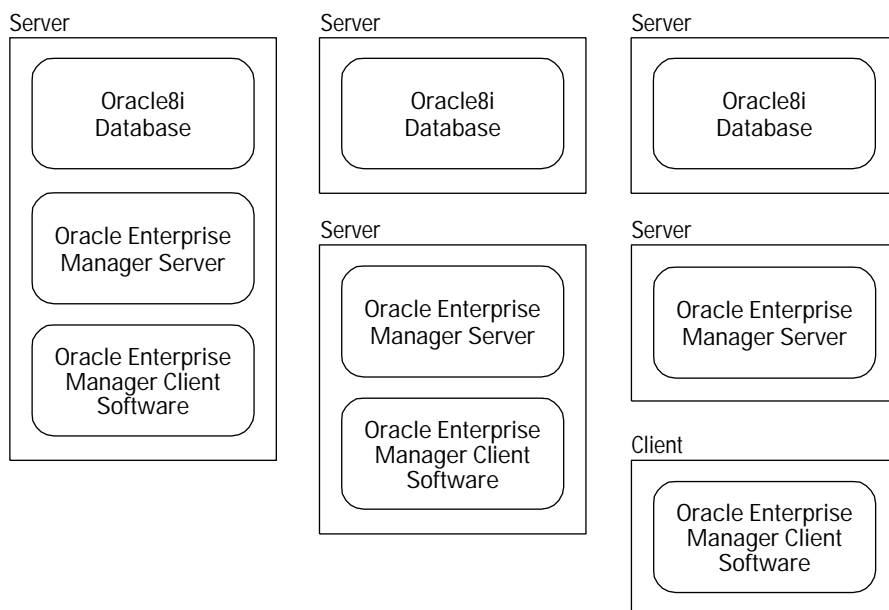 Server
Oracle8i
Database
Oracle Enterprise
Manager Server
Oracle Enterprise
Manager Client
Software
Server
Oracle8i
Database
Server
Oracle Enterprise
Manager Server
Oracle Enterprise
Manager Client
Software
Server
Oracle8i
Database
Server
Oracle Enterprise
Manager Server
Client
Oracle Enterprise
Manager Client
Software